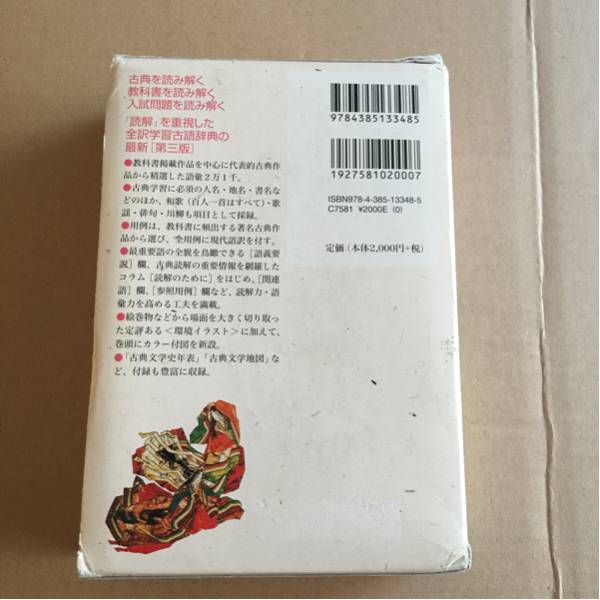 古典を読み解く
教科書を読み解く
入試問題を読み解く
「読解」を重視した
全訳学習古語辞典の
最新［第三版］
●教科書掲載作品を中心に代表的古典作
品から精選した語彙2万1千。
●古典学習に必須の人名・地名・書名な
どのほか、和歌（百人一首はすべて）・歌
謡・俳句・川柳も項目として採録。
●用例は、教科書に頻出する著名古典作
品から選び、全用例に現代語訳を付す。
●最重要語の全貌を鳥瞰できる［語義要
説］欄、古典読解の重要情報を網羅した
コラム［読解のために］をはじめ、［関連
語］欄、［参照用例］欄など、読解力・語
彙力を高める工夫を満載。
●絵巻物などから場面を大きく切り取っ
た定評ある＜環境イラスト＞に加えて、
巻頭にカラー付図を新設。
●「古典文学史年表」「古典文学地図」な
ど、付録も豊富に収録。
9784385133485
1927581020007
ISBN978-4-385-13348-5
C7581 ¥2000E (0)
定価（本体2,000円+税）